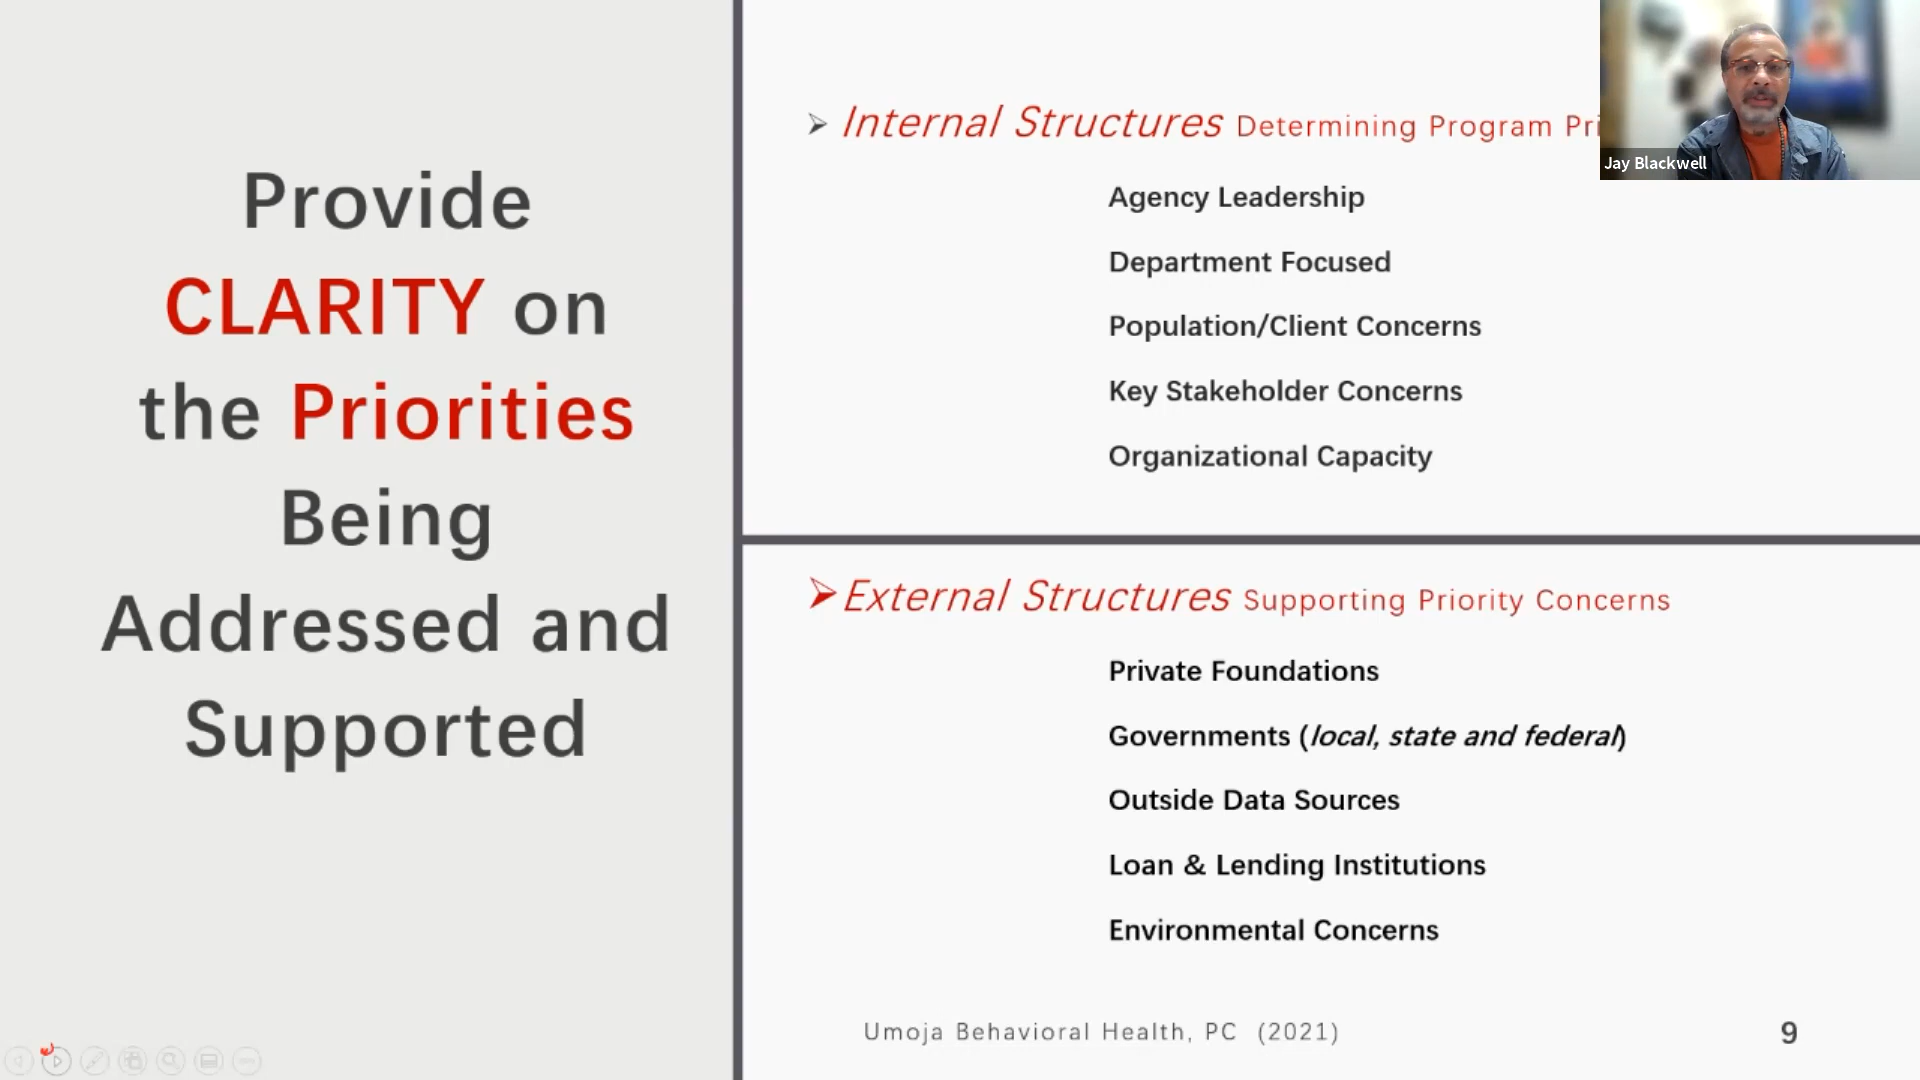 Provide
CLARITY on
the Priorities
Being
Addressed and
Supported
➢ Internal Structures Determining Program Pri
Agency Leadership
Department Focused
Population/Client Concerns
Key Stakeholder Concerns
Organizational Capacity
➢ External Structures Supporting Priority Concerns
Private Foundations
Governments (local, state and federal)
Outside Data Sources
Loan & Lending Institutions
Environmental Concerns
Umoja Behavioral Health, PC (2021)
9
Jay Blackwell